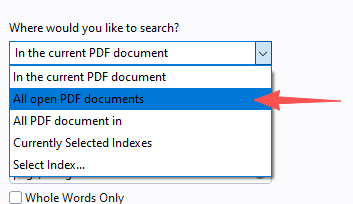 Where would you like to search?
In the current PDF document
In the current PDF document
All open PDF documents
All PDF document in
Currently Selected Indexes
Select Index...
Whole Words Only